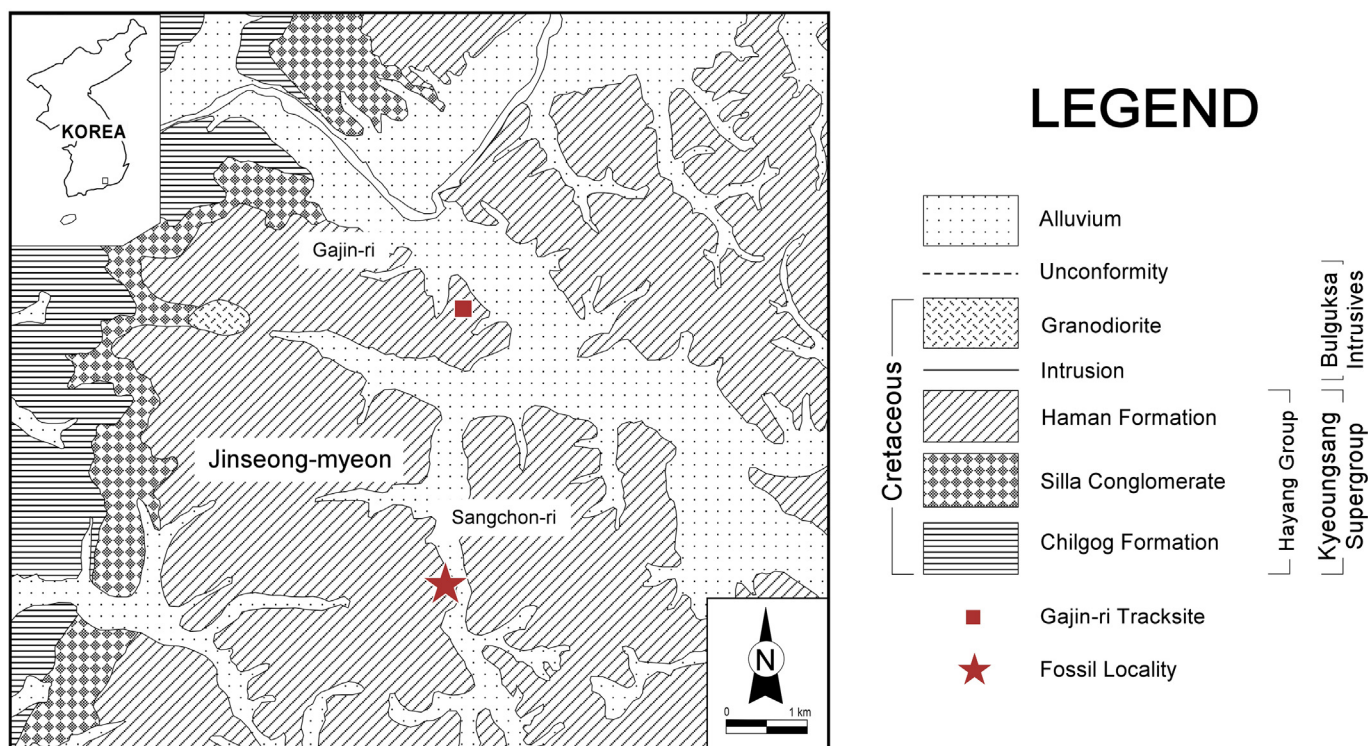 KOREA
Gajin-ri
Jinseong-myeon
Sangchon-ri
N
0 1 km
LEGEND
Alluvium
Unconformity
Granodiorite
Intrusion
Haman Formation
Silla Conglomerate
Chilgog Formation
Cretaceous
Hayang Group
Kyeoungsang
Supergroup
Bulguksa
Intrusives
Gajin-ri Tracksite
Fossil Locality